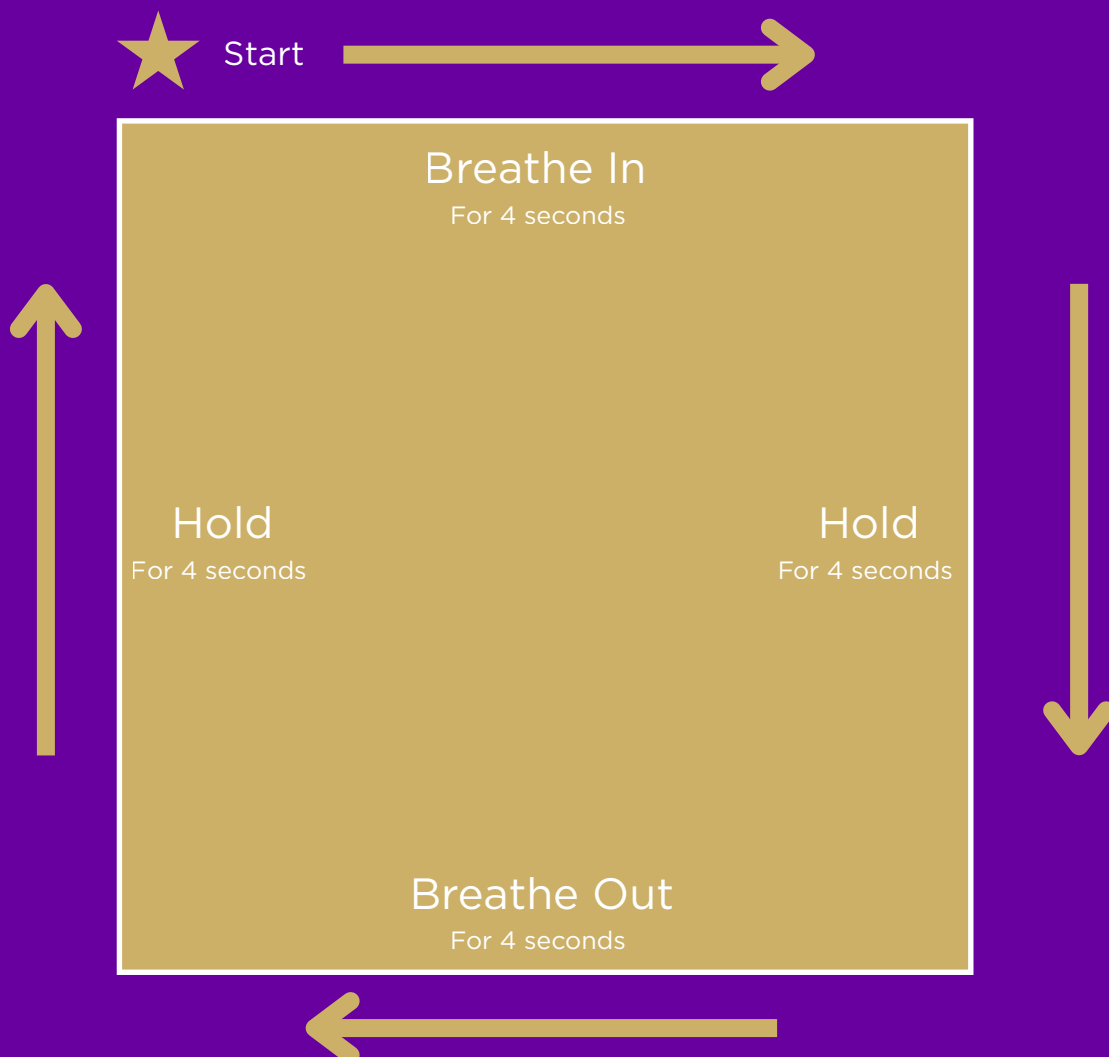 Start
Breathe In
For 4 seconds
Hold
For 4 seconds
Hold
For 4 seconds
Breathe Out
For 4 seconds